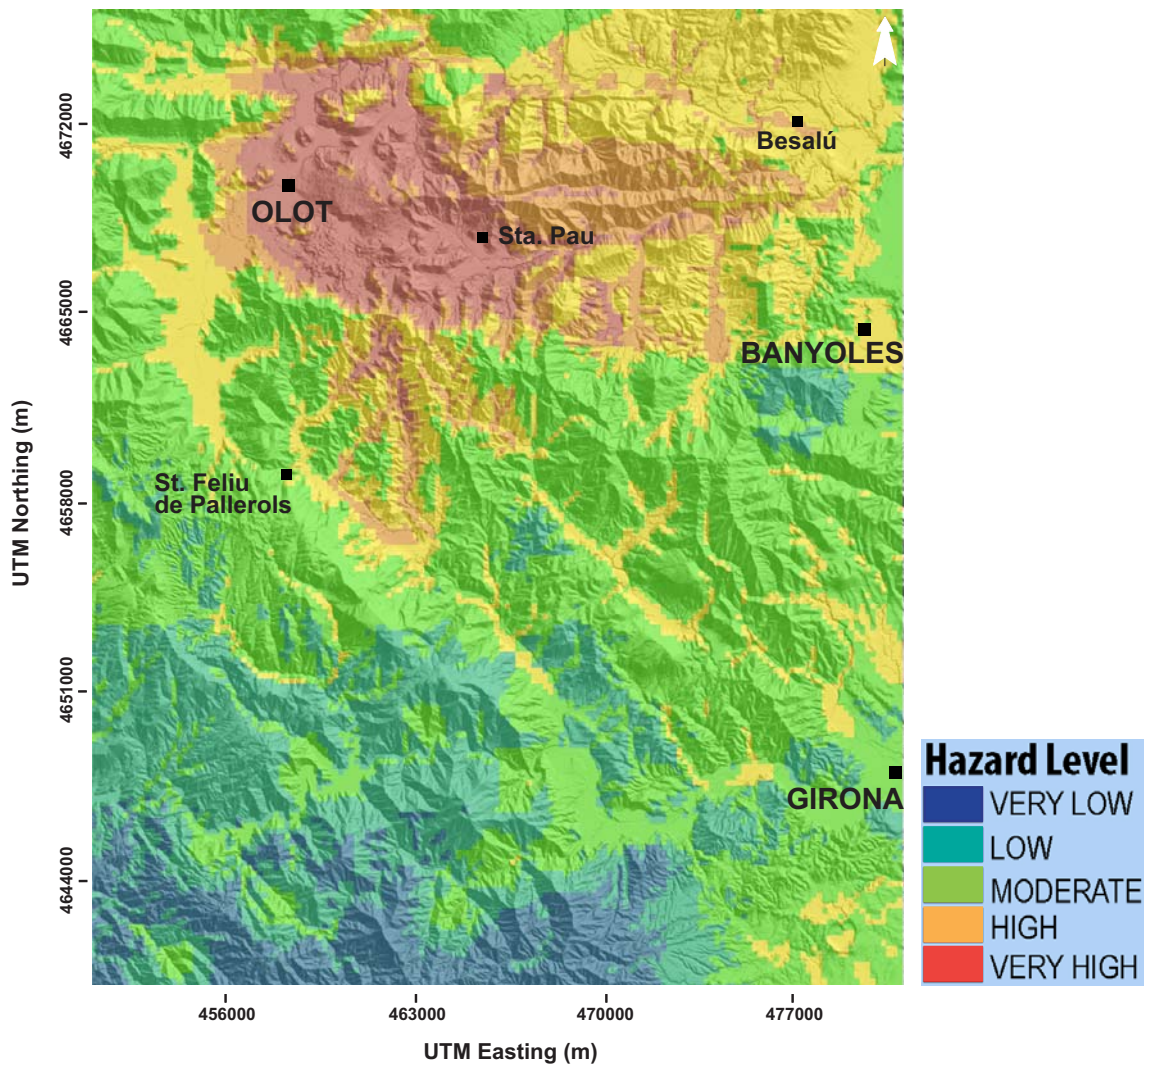 4672000
4665000
4658000
4651000
4644000
UTM Northing (m)
Besalú
OLOT
Sta. Pau
BANYOLES
St. Feliu
de Pallerols
GIRONA
456000
463000
470000
477000
UTM Easting (m)
Hazard Level
VERY LOW
LOW
MODERATE
HIGH
VERY HIGH